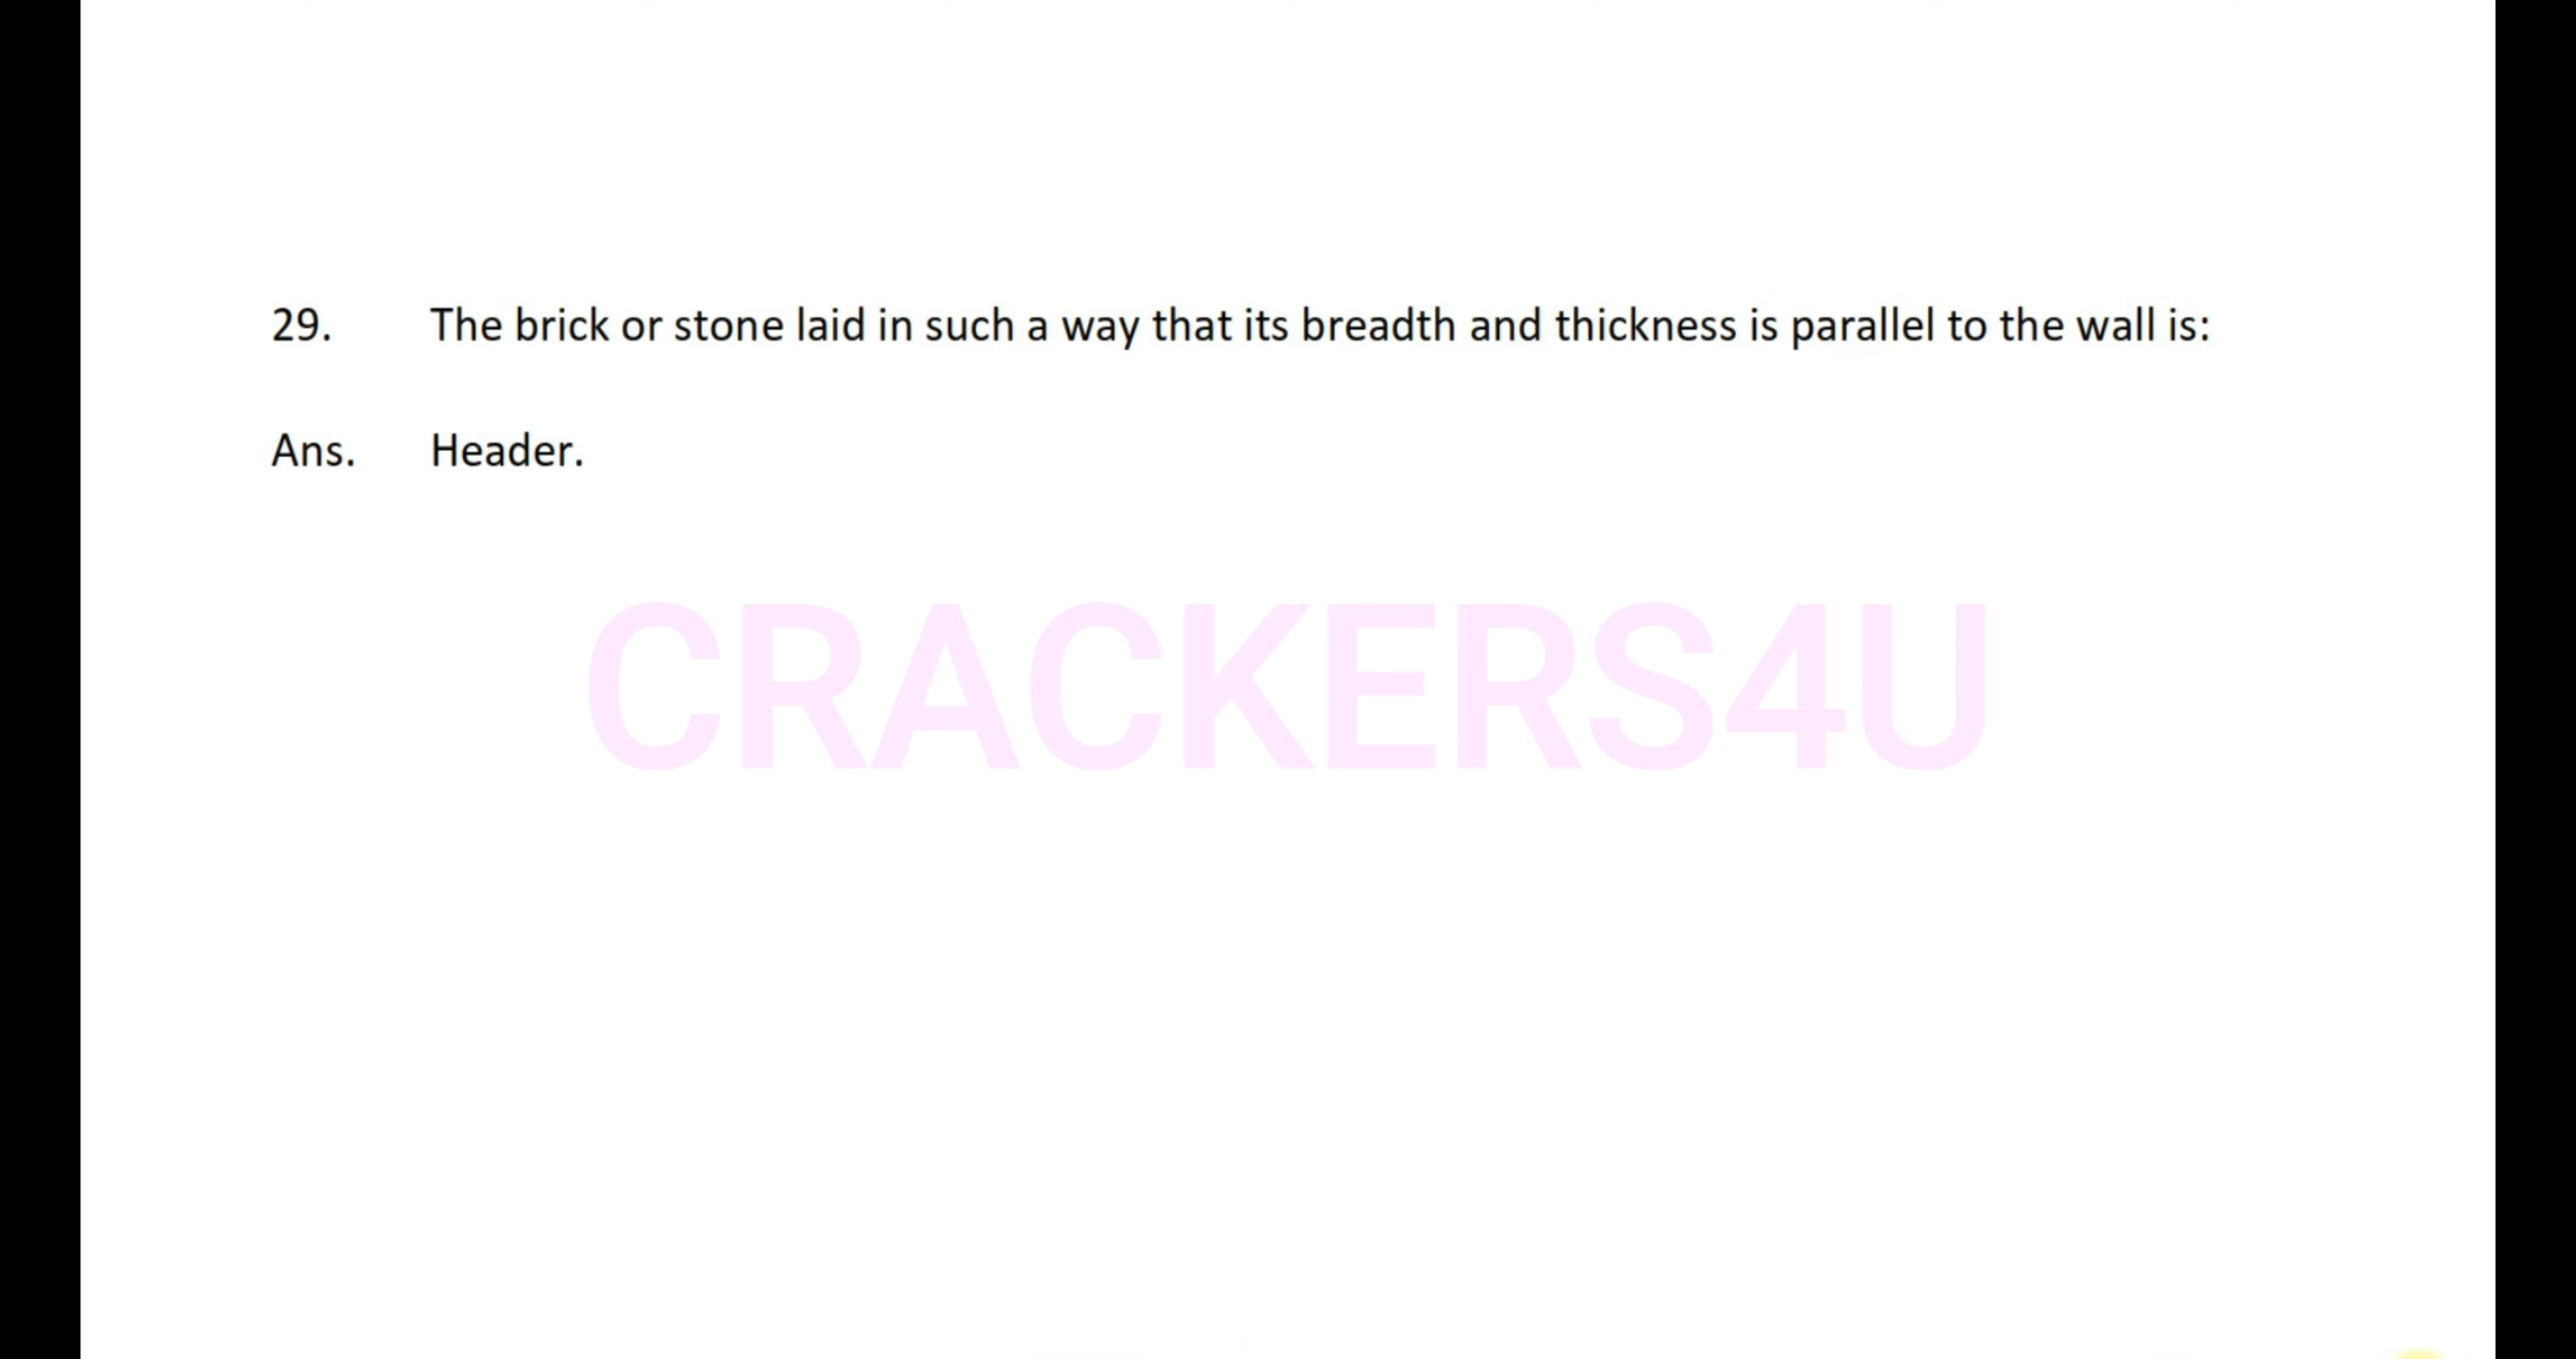 29. The brick or stone laid in such a way that its breadth and thickness is parallel to the wall is:
Ans. Header.
CRACKERS4U